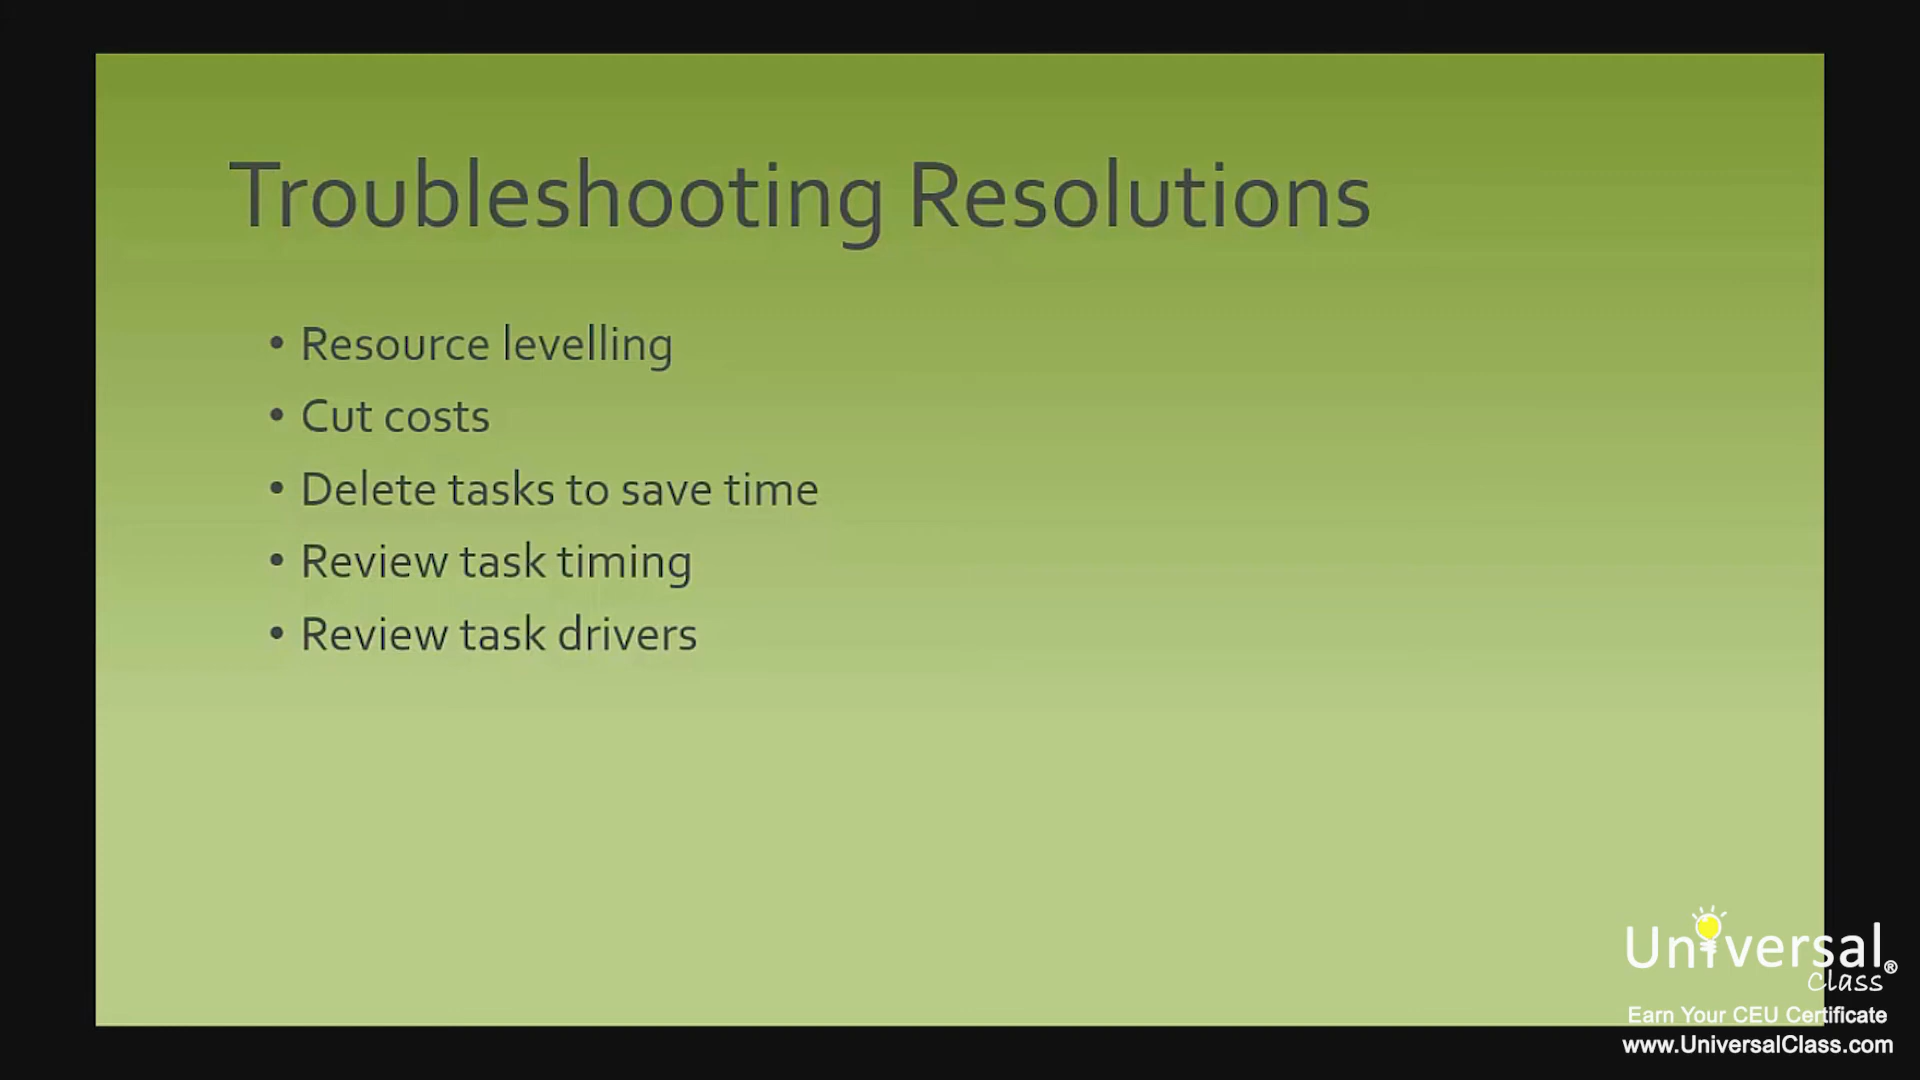 Troubleshooting Resolutions
• Resource levelling
• Cut costs
• Delete tasks to save time
• Review task timing
• Review task drivers
Universal®
Class
Earn Your CEU Certificate
www.UniversalClass.com